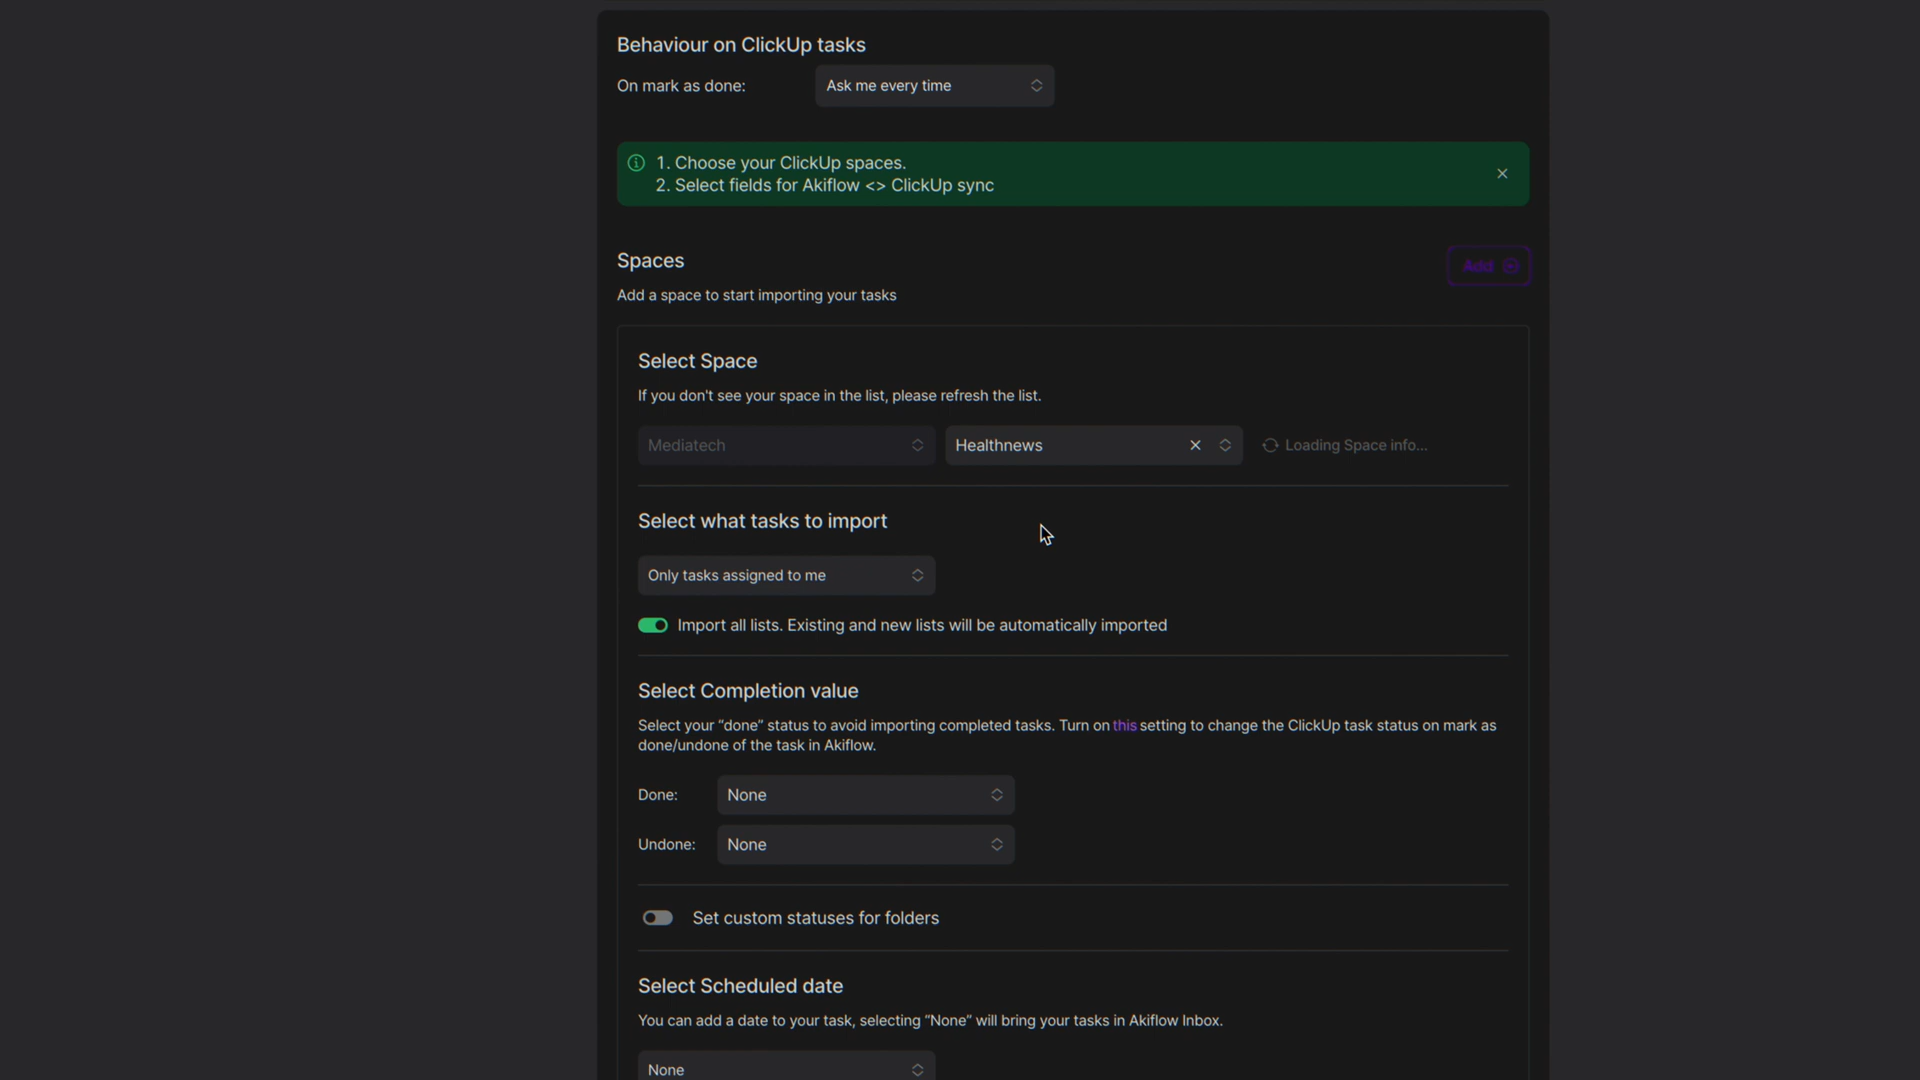 Behaviour on ClickUp tasks
On mark as done:
Ask me every time
1. Choose your ClickUp spaces.
2. Select fields for Akiflow <> ClickUp sync
Spaces
Add
Add a space to start importing your tasks
Select Space
If you don't see your space in the list, please refresh the list.
Mediatech
Healthnews
Loading Space info...
Select what tasks to import
Only tasks assigned to me
Import all lists. Existing and new lists will be automatically imported
Select Completion value
Select your “done” status to avoid importing completed tasks. Turn on this setting to change the ClickUp task status on mark as
done/undone of the task in Akiflow.
Done:
None
Undone:
None
Set custom statuses for folders
Select Scheduled date
You can add a date to your task, selecting “None” will bring your tasks in Akiflow Inbox.
None